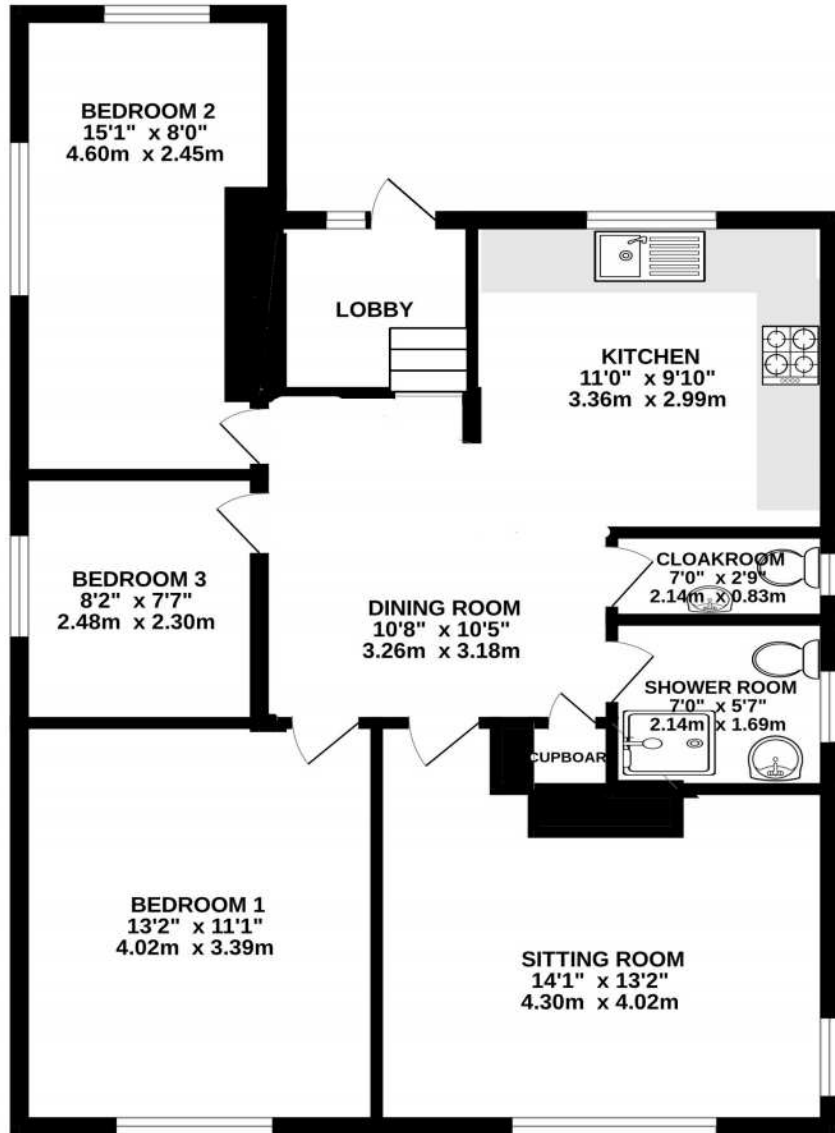 BEDROOM 2
15'1" x 8'0"
4.60m x 2.45m
LOBBY
KITCHEN
11'0" x 9'10"
3.36m x 2.99m
CLOAKROOM
7'0" x 2'9"
2.14m x 0.83m
BEDROOM 3
8'2" x 7'7"
2.48m x 2.30m
DINING ROOM
10'8" x 10'5"
3.26m x 3.18m
SHOWER ROOM
7'0" x 5'7"
2.14m x 1.69m
CUPBOAR
BEDROOM 1
13'2" x 11'1"
4.02m x 3.39m
SITTING ROOM
14'1" x 13'2"
4.30m x 4.02m